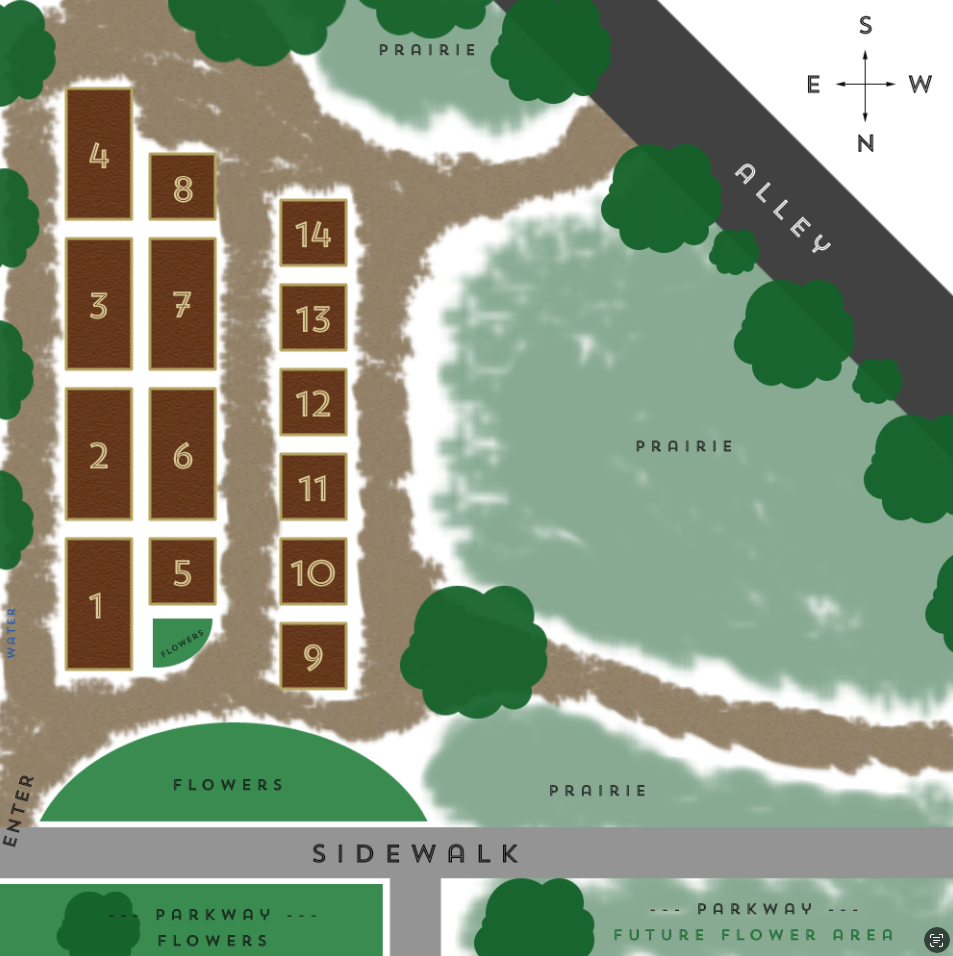 PRAIRIE
S
E
W
N
ALLEY
4
8
14
3
7
13
12
2
6
PRAIRIE
11
10
5
1
WATER
FLOWERS
9
FLOWERS
PRAIRIE
ENTER
SIDEWALK
--- PARKWAY ---
FLOWERS
--- PARKWAY ---
FUTURE FLOWER AREA